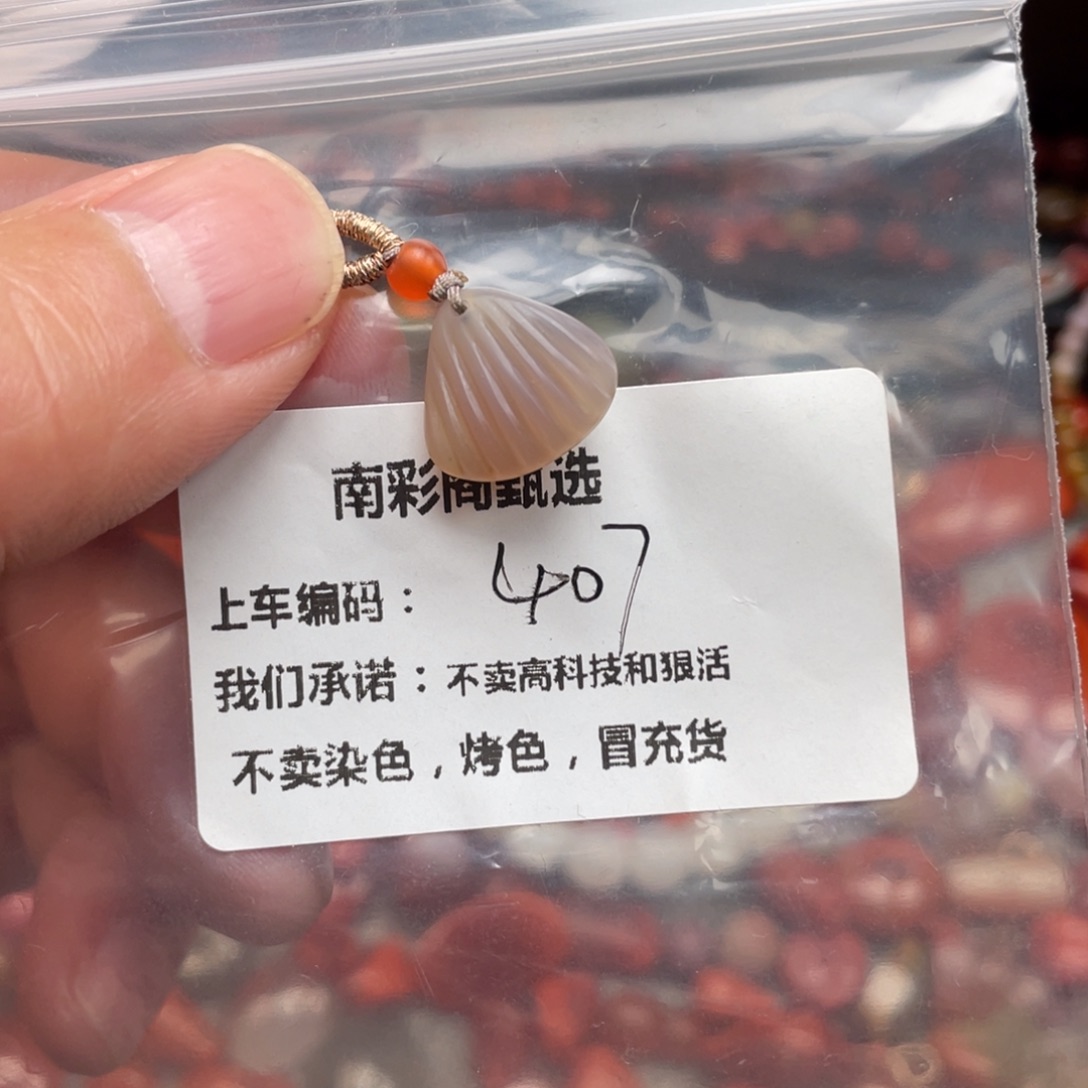 南彩阁甄选
上车编码： 407
我们承诺：不卖高科技和狠活
不卖染色，烤色，冒充货